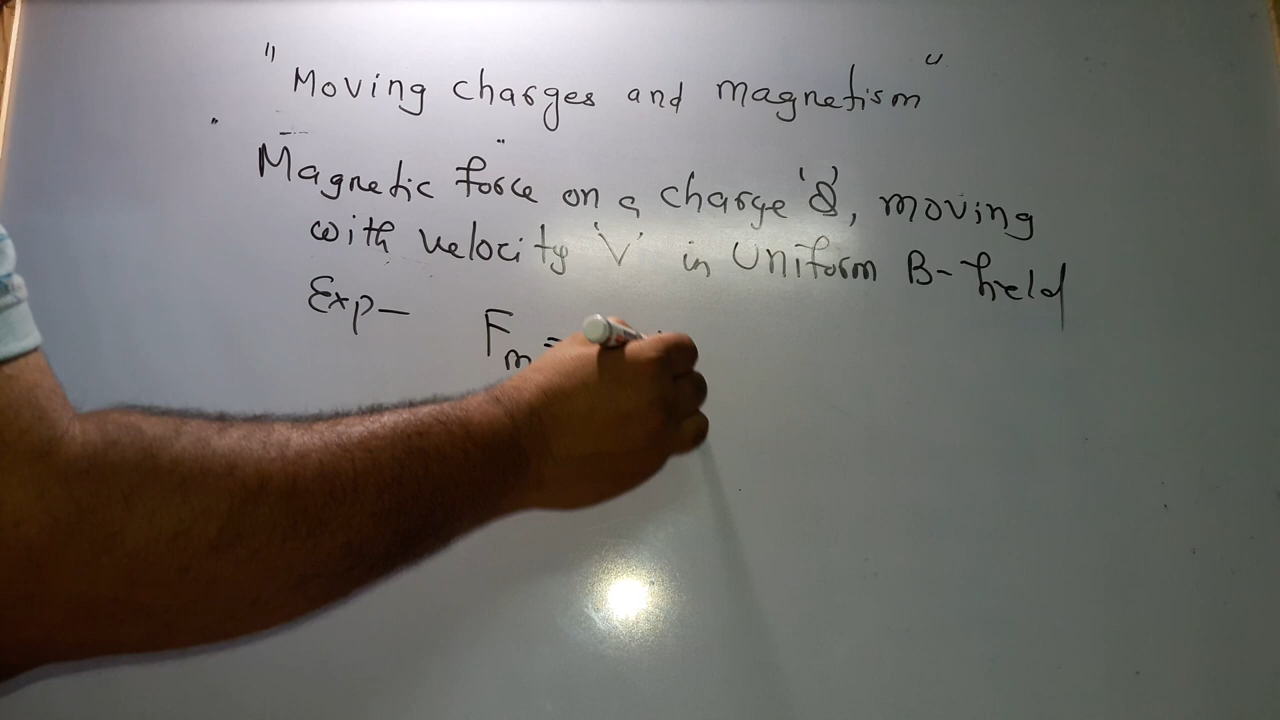 "Moving charges and magnetism"
Magnetic force on a charge 'Q', moving
with velocity 'V' in Uniform B-field
Exp- Fm =